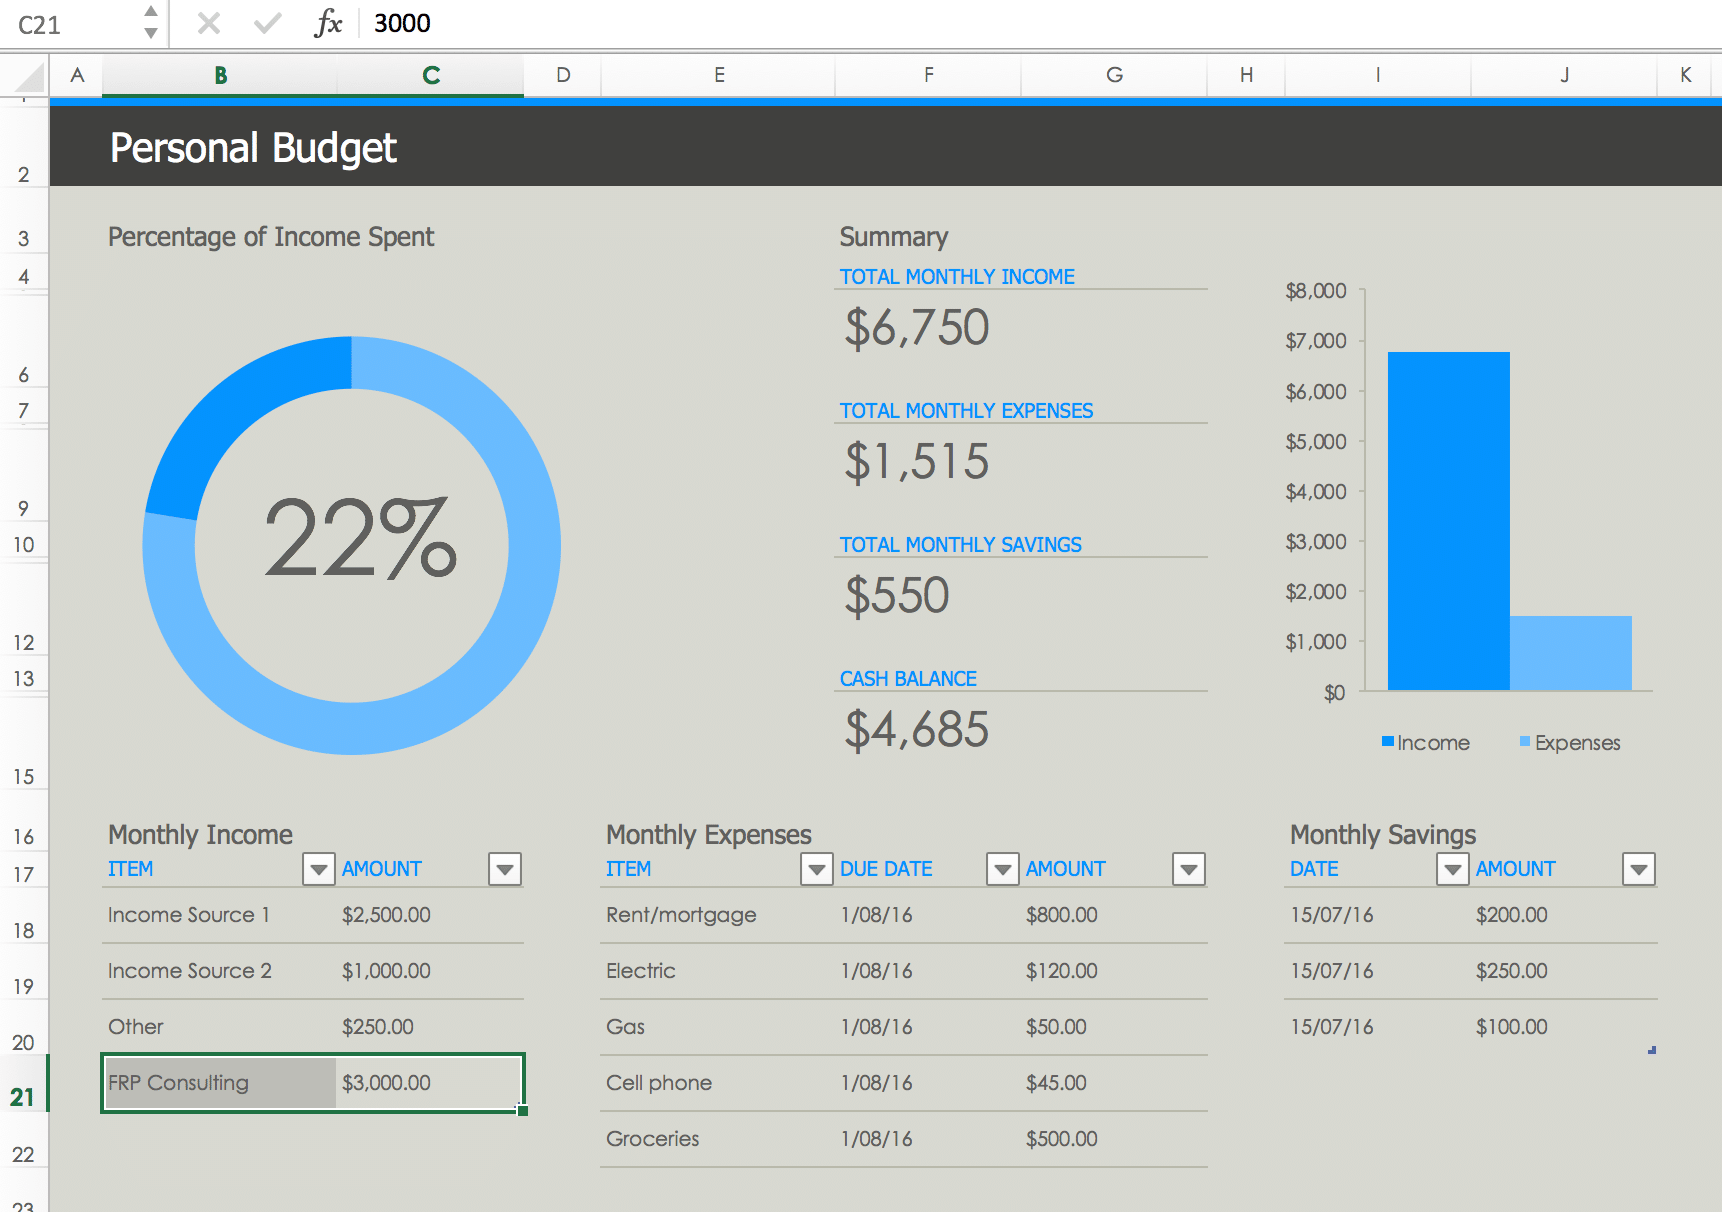 C21 fx 3000
A B C D E F G H I J K
2 Personal Budget
3 Percentage of Income Spent Summary
4 TOTAL MONTHLY INCOME
$6,750
6
7 TOTAL MONTHLY EXPENSES
$1,515
9
10 TOTAL MONTHLY SAVINGS
$550
12
13 CASH BALANCE
$4,685
15
22%
$8,000
$7,000
$6,000
$5,000
$4,000
$3,000
$2,000
$1,000
$0
Income Expenses
16 Monthly Income Monthly Expenses Monthly Savings
17 ITEM AMOUNT ITEM DUE DATE AMOUNT DATE AMOUNT
18 Income Source 1 $2,500.00 Rent/mortgage 1/08/16 $800.00 15/07/16 $200.00
19 Income Source 2 $1,000.00 Electric 1/08/16 $120.00 15/07/16 $250.00
20 Other $250.00 Gas 1/08/16 $50.00 15/07/16 $100.00
21 FRP Consulting $3,000.00 Cell phone 1/08/16 $45.00
22 Groceries 1/08/16 $500.00
23